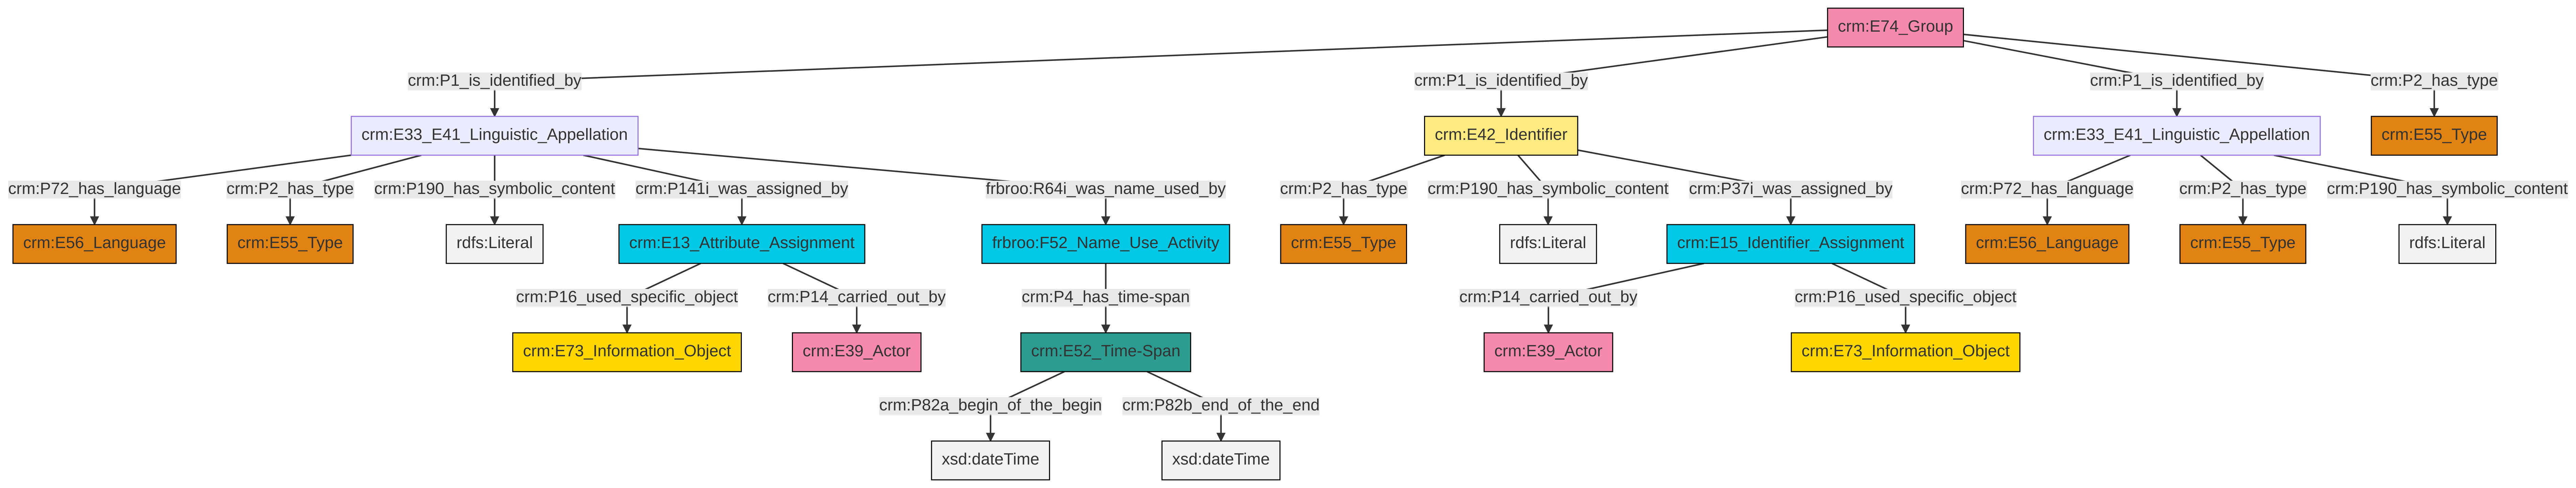 crm:E74_Group
crm:P1_is_identified_by
crm:P1_is_identified_by
crm:P1_is_identified_by
crm:P2_has_type
crm:E33_E41_Linguistic_Appellation
crm:E42_Identifier
crm:E33_E41_Linguistic_Appellation
crm:E55_Type
crm:P72_has_language
crm:P2_has_type
crm:P190_has_symbolic_content
crm:P141i_was_assigned_by
frbroo:R64i_was_name_used_by
crm:P2_has_type
crm:P190_has_symbolic_content
crm:P37i_was_assigned_by
crm:P72_has_language
crm:P2_has_type
crm:P190_has_symbolic_content
crm:E56_Language
crm:E55_Type
rdfs:Literal
crm:E13_Attribute_Assignment
frbroo:F52_Name_Use_Activity
crm:E55_Type
rdfs:Literal
crm:E15_Identifier_Assignment
crm:E56_Language
crm:E55_Type
rdfs:Literal
crm:P16_used_specific_object
crm:P14_carried_out_by
crm:P4_has_time-span
crm:P14_carried_out_by
crm:P16_used_specific_object
crm:E73_Information_Object
crm:E39_Actor
crm:E52_Time-Span
crm:E39_Actor
crm:E73_Information_Object
crm:P82a_begin_of_the_begin
crm:P82b_end_of_the_end
xsd:dateTime
xsd:dateTime